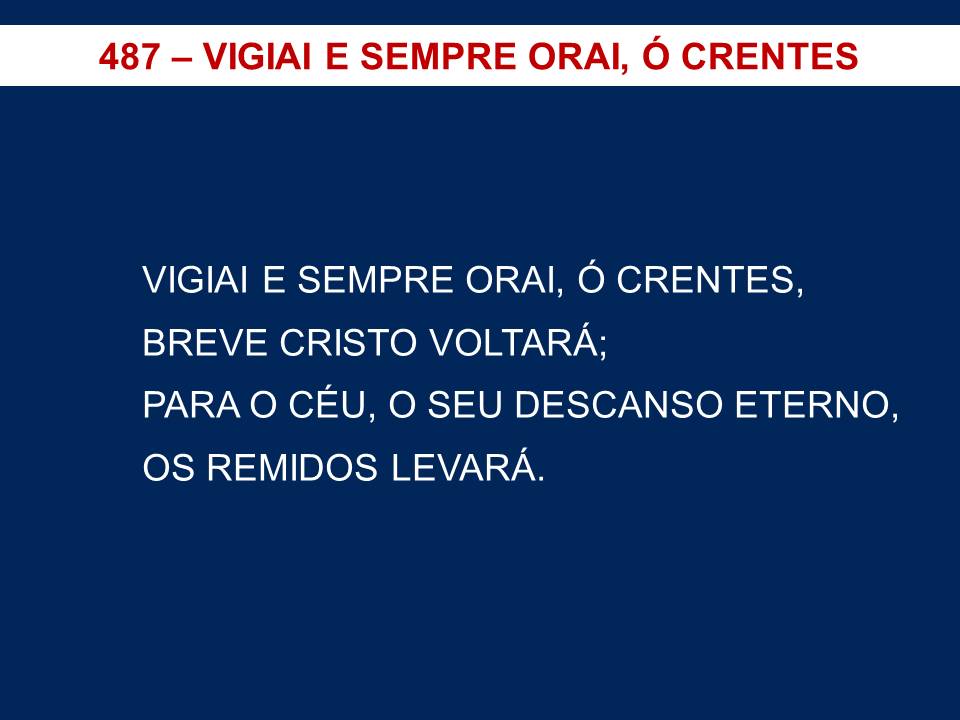 487 – VIGIAI E SEMPRE ORAI, Ó CRENTES
VIGIAI E SEMPRE ORAI, Ó CRENTES,
BREVE CRISTO VOLTARÁ;
PARA O CÉU, O SEU DESCANSO ETERNO,
OS REMIDOS LEVARÁ.